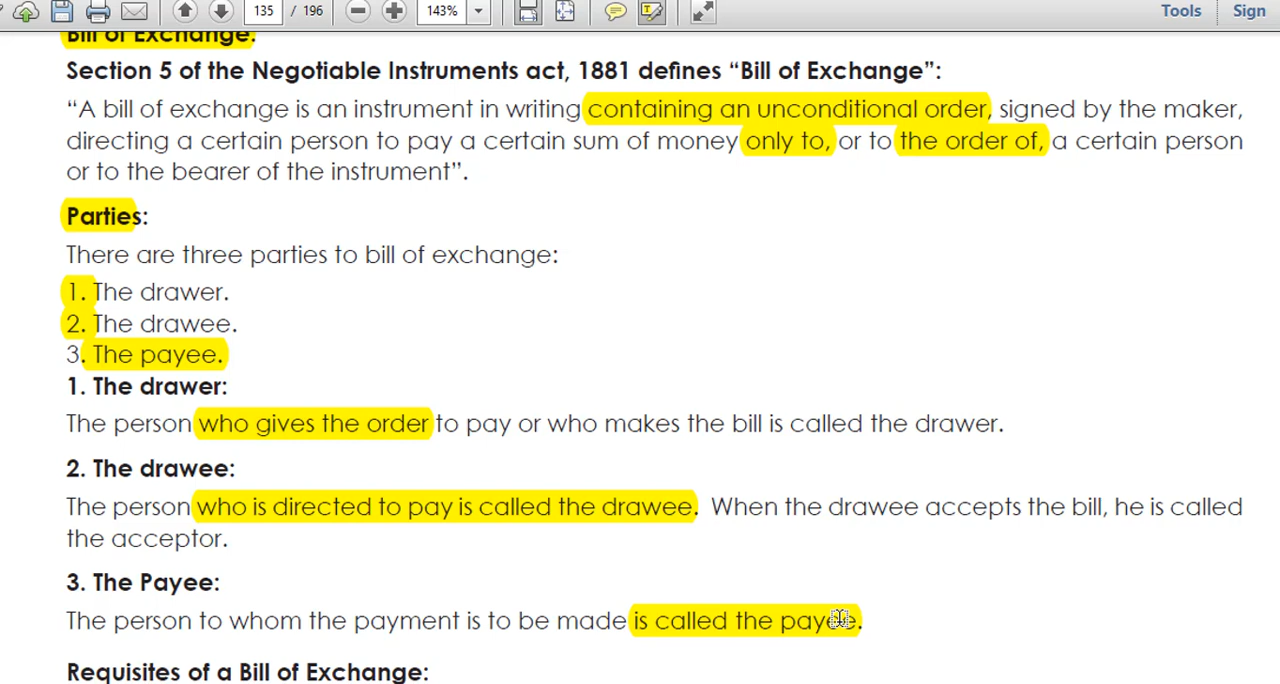 135 / 196 143% Tools Sign
Bill of Exchange:
Section 5 of the Negotiable Instruments act, 1881 defines “Bill of Exchange”:
“A bill of exchange is an instrument in writing containing an unconditional order, signed by the maker,
directing a certain person to pay a certain sum of money only to, or to the order of, a certain person
or to the bearer of the instrument”.
Parties:
There are three parties to bill of exchange:
1. The drawer.
2. The drawee.
3. The payee.
1. The drawer:
The person who gives the order to pay or who makes the bill is called the drawer.
2. The drawee:
The person who is directed to pay is called the drawee. When the drawee accepts the bill, he is called
the acceptor.
3. The Payee:
The person to whom the payment is to be made is called the payee.
Requisites of a Bill of Exchange: